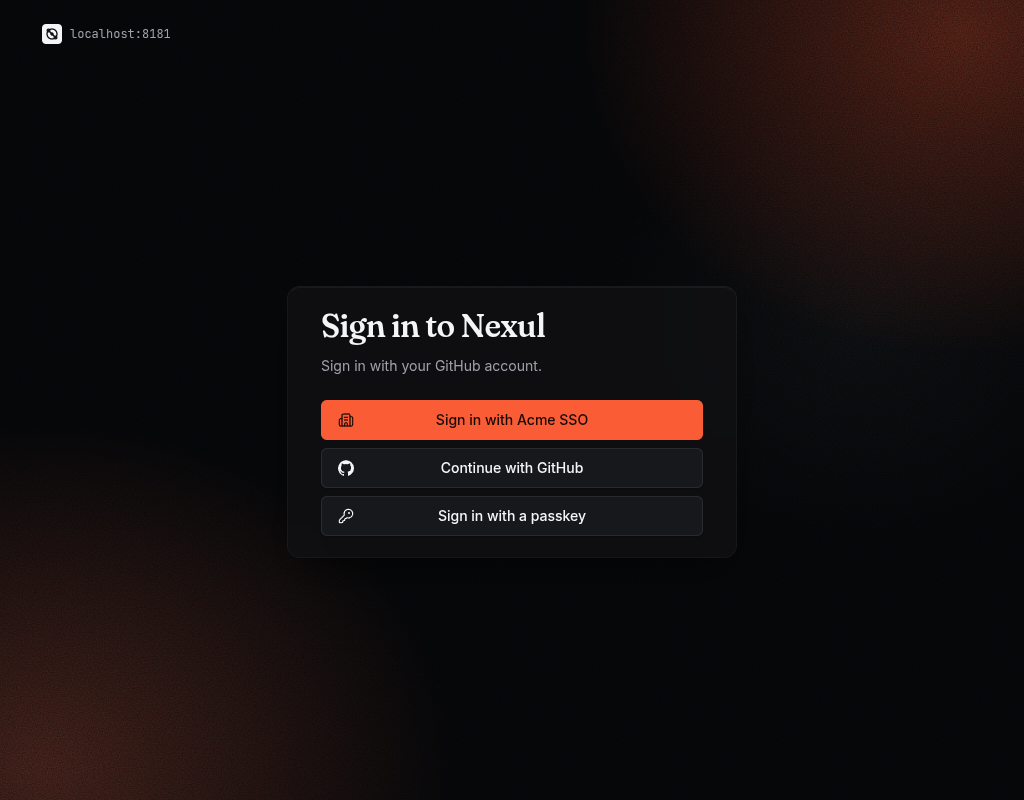 localhost:8181
Sign in to Nexul
Sign in with your GitHub account.
Sign in with Acme SSO
Continue with GitHub
Sign in with a passkey